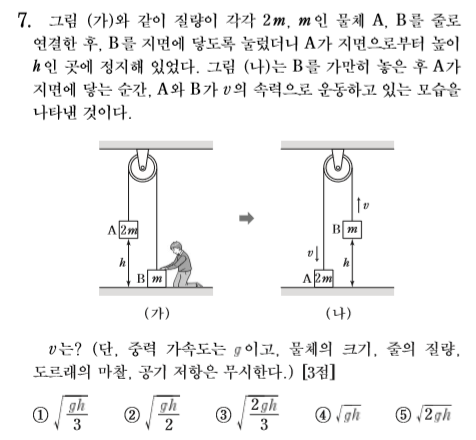 7. 그림 (가)와 같이 질량이 각각 2m, m인 물체 A, B를 줄로
연결한 후, B를 지면에 닿도록 눌렀더니 A가 지면으로부터 높이
h인 곳에 정지해 있었다. 그림 (나)는 B를 가만히 놓은 후 A가
지면에 닿는 순간, A와 B가 v의 속력으로 운동하고 있는 모습을
나타낸 것이다.
A 2m
h
B m
(가)
v
B m
v
h
A 2m
(나)
v는? (단, 중력 가속도는 g이고, 물체의 크기, 줄의 질량,
도르래의 마찰, 공기 저항은 무시한다.) [3점]
① √(gh/3) ② √(gh/2) ③ √(2gh/3) ④ √gh ⑤ √2gh